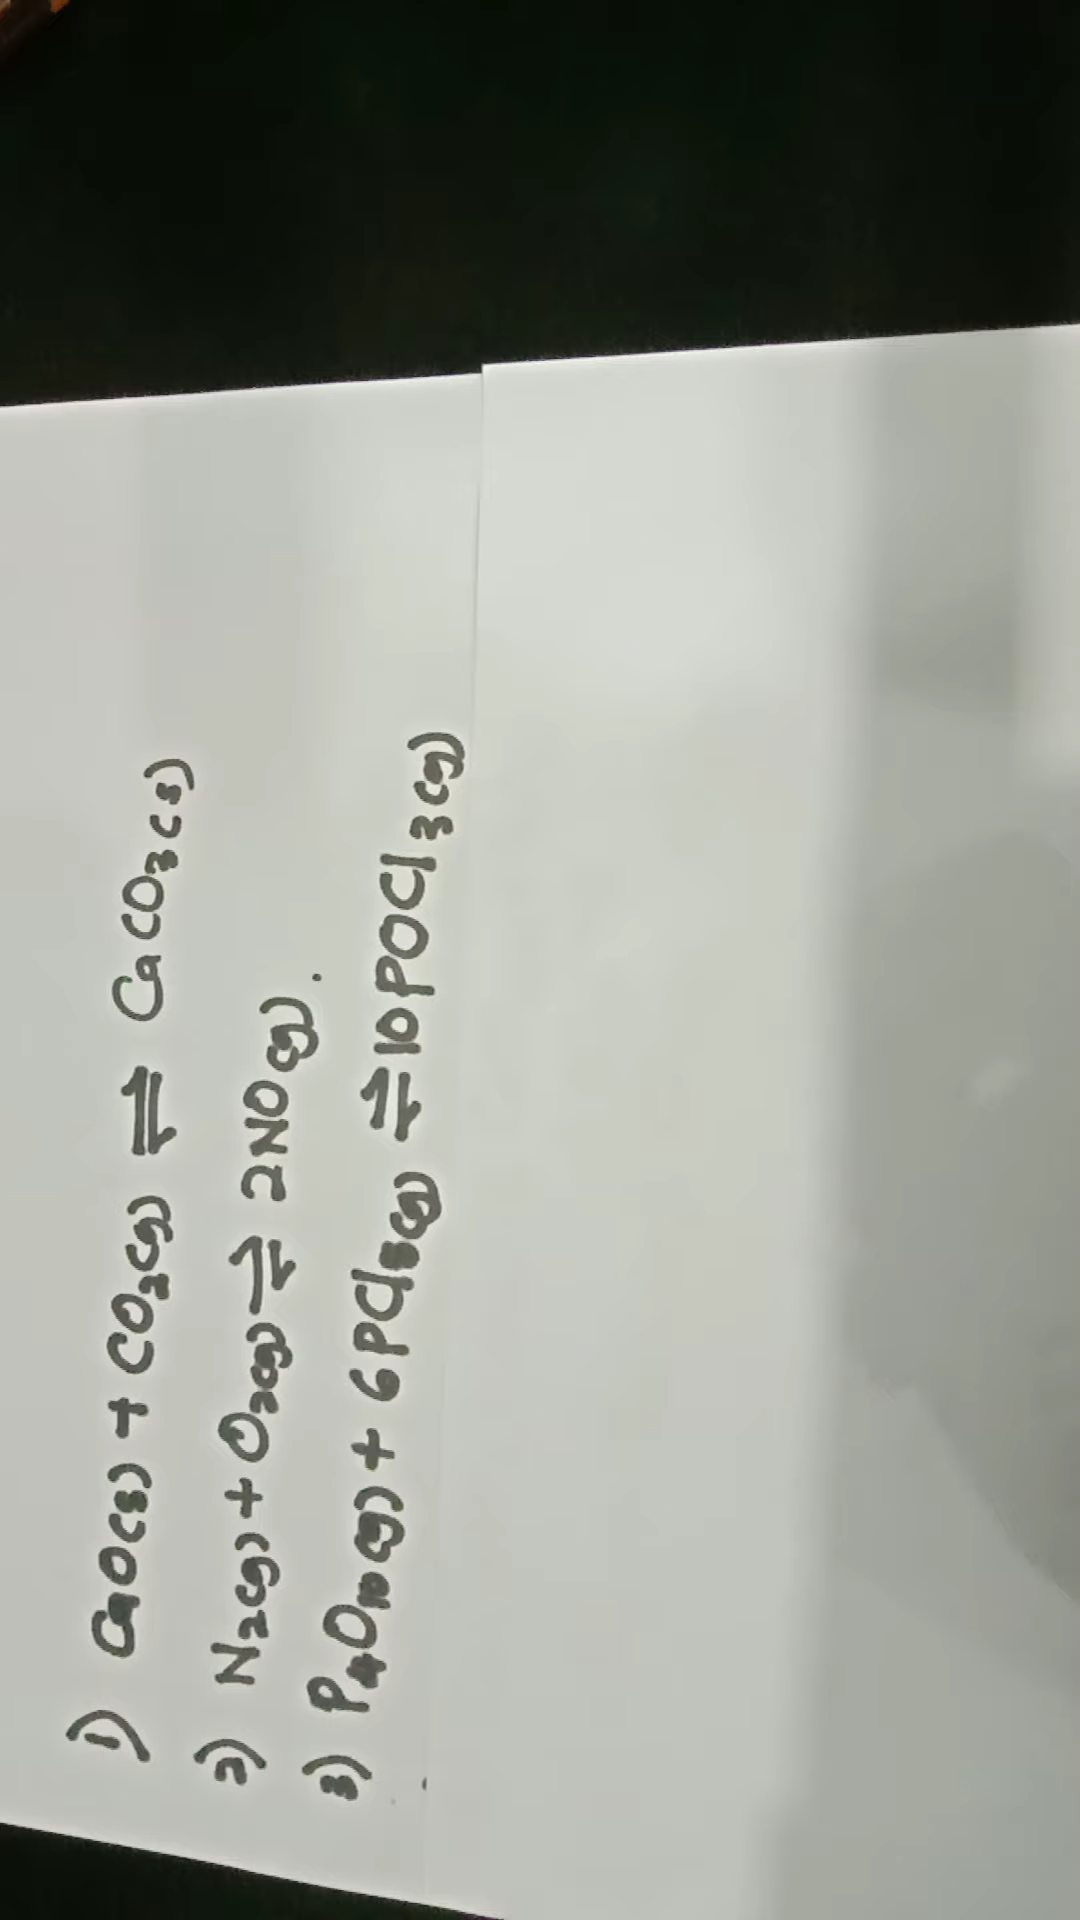 1) CaO(s) + CO₂(g) ⇌ CaCO₃(s)
2) N₂(g) + O₂(g) ⇌ 2NO(g).
3) P₄O₁₀(g) + 6PCl₅(g) ⇌ 10POCl₃(g)